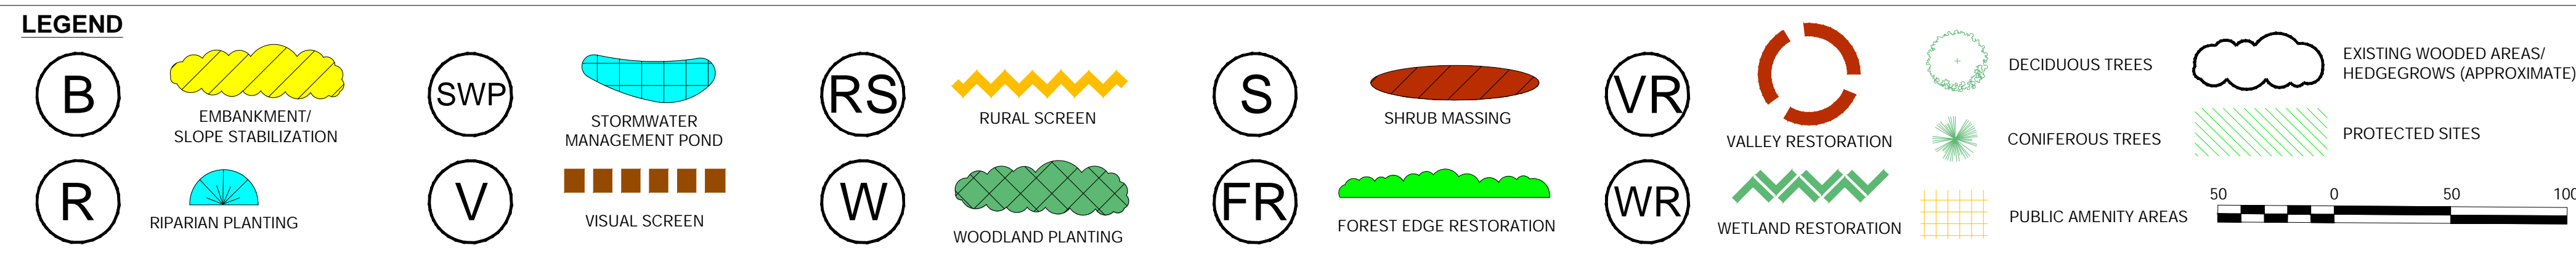 LEGEND
B
EMBANKMENT/
SLOPE STABILIZATION
SWP
STORMWATER
MANAGEMENT POND
RS
RURAL SCREEN
S
SHRUB MASSING
VR
VALLEY RESTORATION
DECIDUOUS TREES
EXISTING WOODED AREAS/
HEDGEGROWS (APPROXIMATE)
CONIFEROUS TREES
PROTECTED SITES
R
RIPARIAN PLANTING
V
VISUAL SCREEN
W
WOODLAND PLANTING
FR
FOREST EDGE RESTORATION
WR
WETLAND RESTORATION
PUBLIC AMENITY AREAS
50 0 50 100